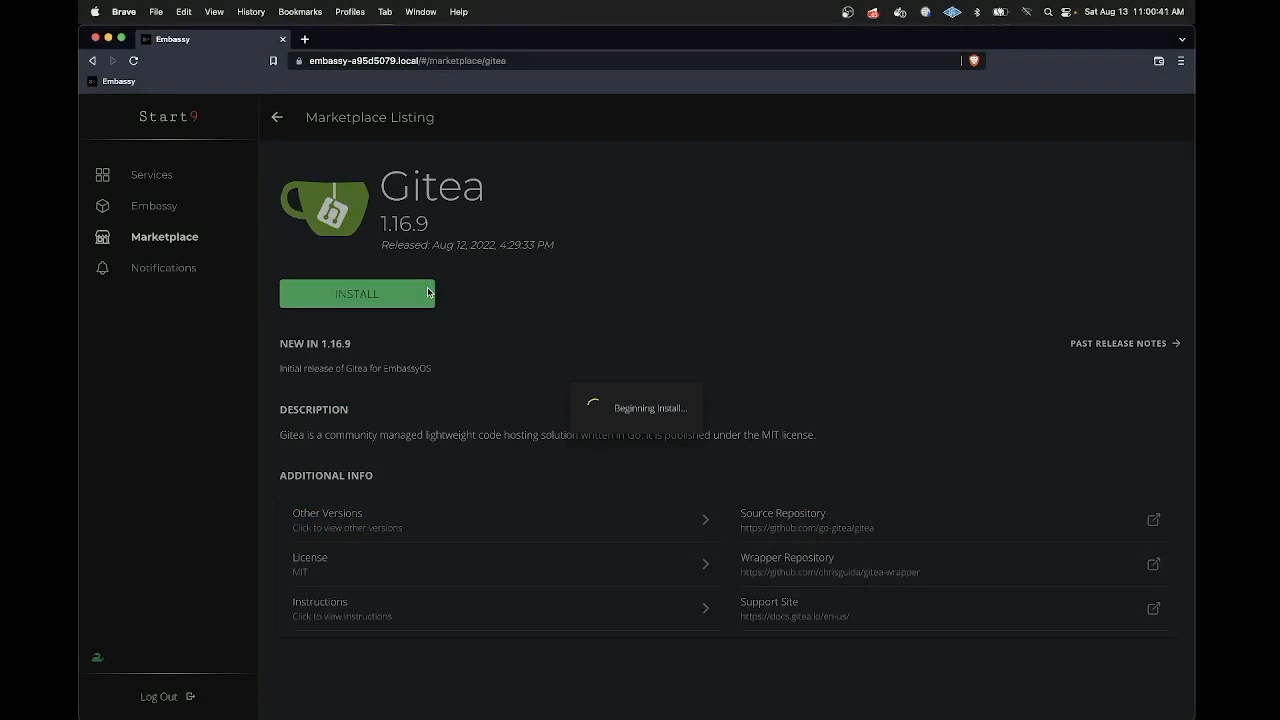 Brave File Edit View History Bookmarks Profiles Tab Window Help Sat Aug 13 11:00:41 AM
Embassy
embassy-a95d5079.local/#/marketplace/gitea
Embassy
Start9
Marketplace Listing
Services
Embassy
Marketplace
Notifications
Log Out
Gitea
1.16.9
Released: Aug 12, 2022, 4:29:33 PM
INSTALL
NEW IN 1.16.9
PAST RELEASE NOTES
Initial release of Gitea for EmbassyOS
Beginning install...
DESCRIPTION
Gitea is a community managed lightweight code hosting solution written in Go. It is published under the MIT license.
ADDITIONAL INFO
Other Versions
Click to view other versions
License
MIT
Instructions
Click to view instructions
Source Repository
https://github.com/go-gitea/gitea
Wrapper Repository
https://github.com/chrisguida/gitea-wrapper
Support Site
https://docs.gitea.io/en-us/